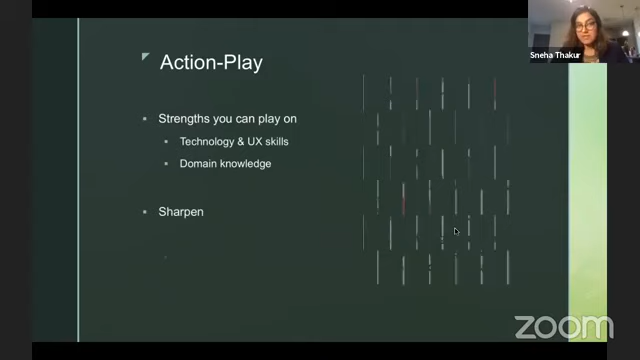 Sneha Thakur
Action-Play
Strengths you can play on
Technology & UX skills
Domain knowledge
Sharpen
zoom